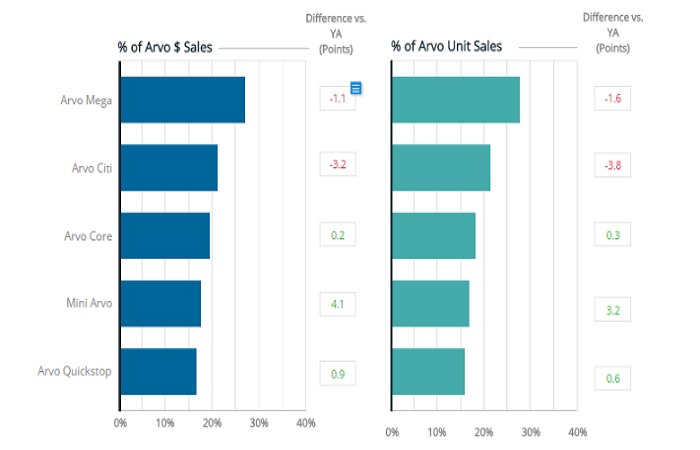 Difference vs.
YA
(Points)
% of Arvo $ Sales
Arvo Mega
-1.1
Arvo Citi
-3.2
Arvo Core
0.2
Mini Arvo
4.1
Arvo Quickstop
0.9
0% 10% 20% 30% 40%
Difference vs.
YA
(Points)
% of Arvo Unit Sales
-1.6
-3.8
0.3
3.2
0.6
0% 10% 20% 30% 40%